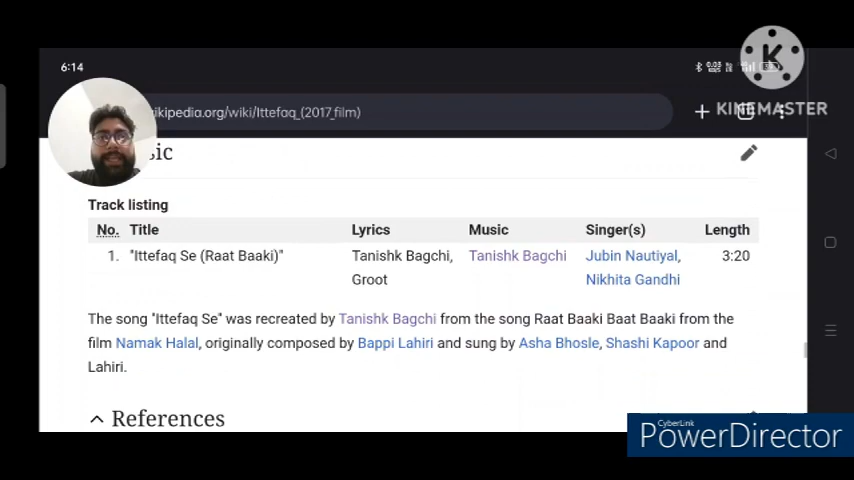 6:14
K
KINEMASTER
ikipedia.org/wiki/Ittefaq_(2017_film)
sic
Track listing
No. Title Lyrics Music Singer(s) Length
1. "Ittefaq Se (Raat Baaki)" Tanishk Bagchi, Groot Tanishk Bagchi Jubin Nautiyal, Nikhita Gandhi 3:20
The song "Ittefaq Se" was recreated by Tanishk Bagchi from the song Raat Baaki Baat Baaki from the
film Namak Halal, originally composed by Bappi Lahiri and sung by Asha Bhosle, Shashi Kapoor and
Lahiri.
References
CyberLink
PowerDirector